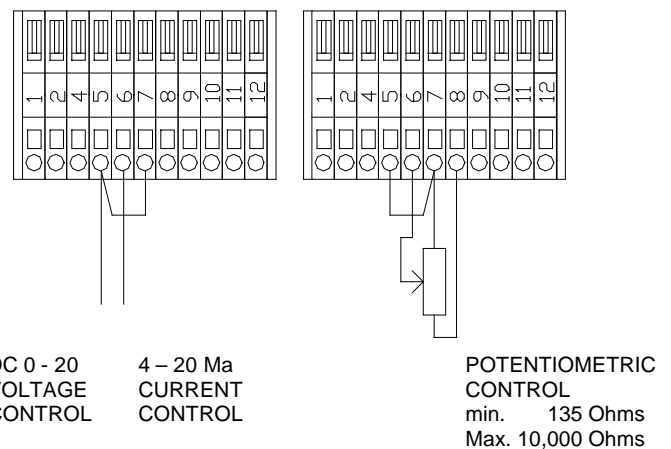 1 2 4 5 6 7 8 9 10 11 12
1 2 4 5 6 7 8 9 10 11 12
DC 0 - 20
VOLTAGE
CONTROL
4 – 20 Ma
CURRENT
CONTROL
POTENTIOMETRIC
CONTROL
min. 135 Ohms
Max. 10,000 Ohms